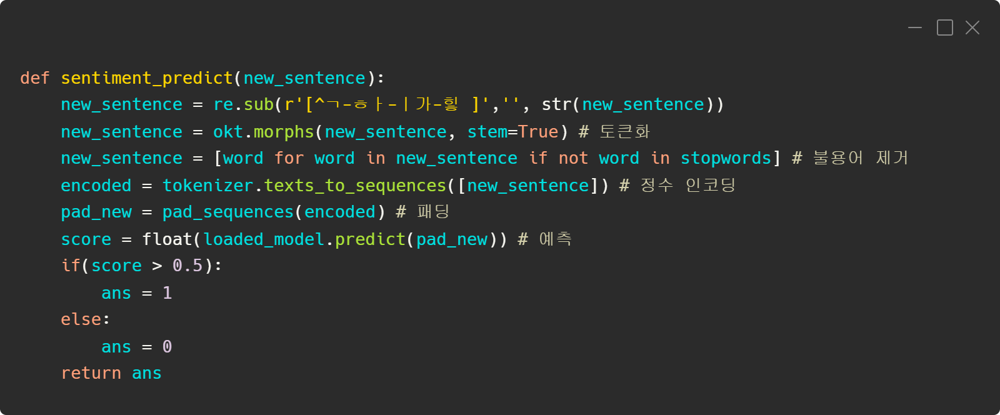 def sentiment_predict(new_sentence):
    new_sentence = re.sub(r'[^ㄱ-ㅎㅏ-ㅣ가-힣 ]','', str(new_sentence))
    new_sentence = okt.morphs(new_sentence, stem=True) # 토큰화
    new_sentence = [word for word in new_sentence if not word in stopwords] # 불용어 제거
    encoded = tokenizer.texts_to_sequences([new_sentence]) # 정수 인코딩
    pad_new = pad_sequences(encoded) # 패딩
    score = float(loaded_model.predict(pad_new)) # 예측
    if(score > 0.5):
        ans = 1
    else:
        ans = 0
    return ans